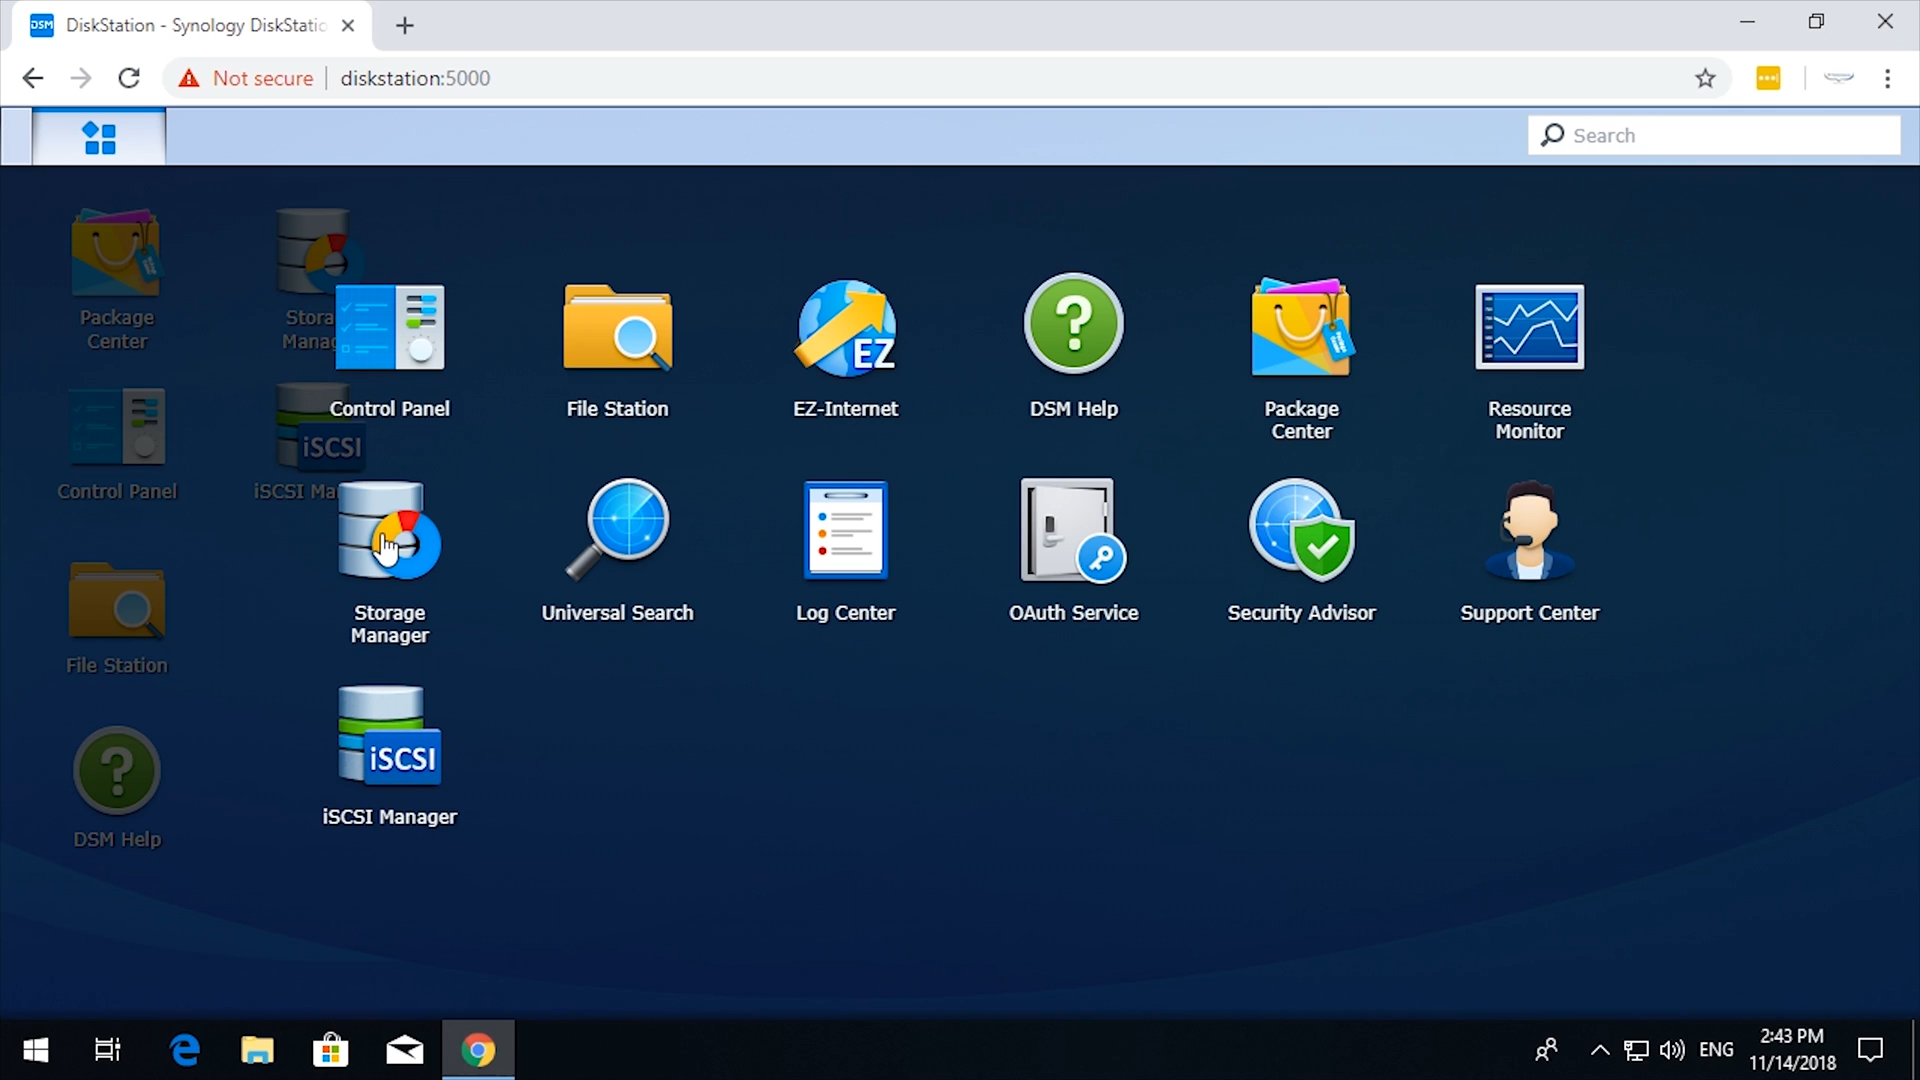 DSM DiskStation - Synology DiskStatio
Not secure diskstation:5000
Search
Package
Center
Stora
Manag
Control Panel
iSCSI
iSCSI Ma
File Station
DSM Help
Control Panel
File Station
EZ
EZ-Internet
DSM Help
Package
Center
Resource
Monitor
Storage
Manager
Universal Search
Log Center
OAuth Service
Security Advisor
Support Center
iSCSI
iSCSI Manager
ENG
2:43 PM
11/14/2018